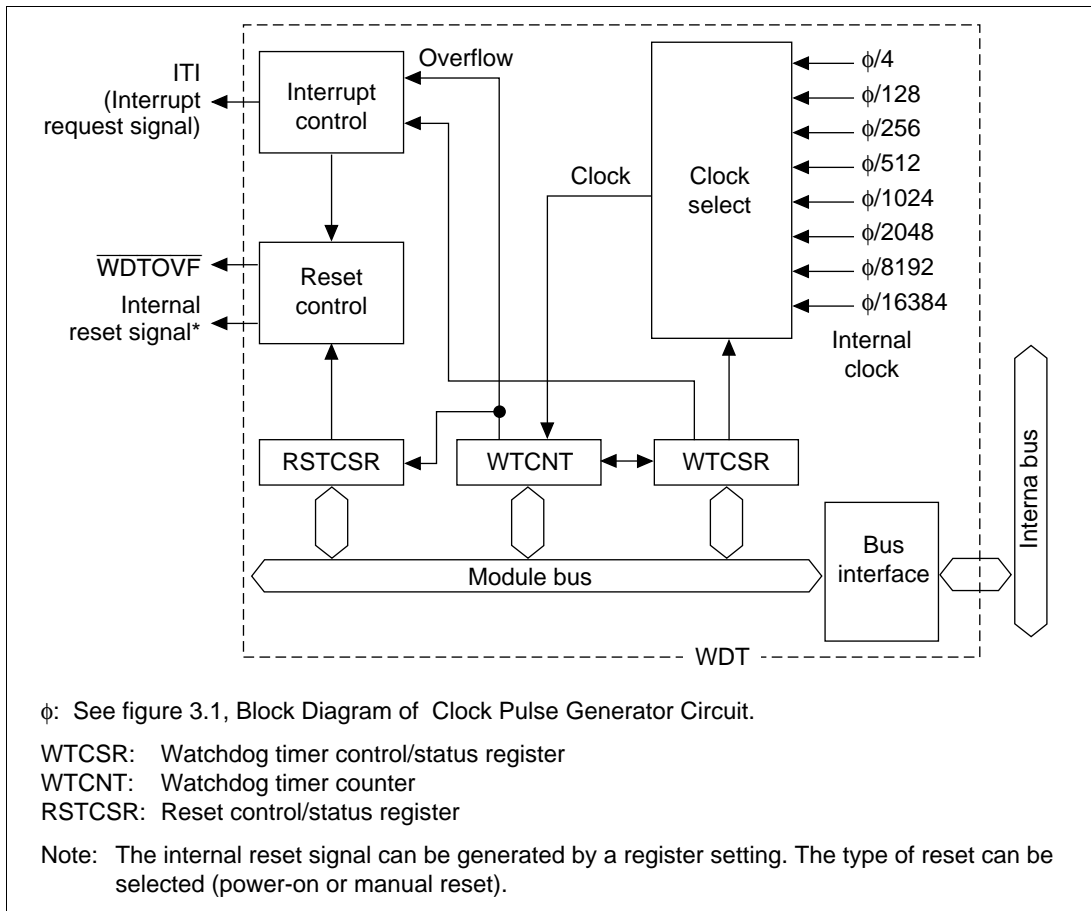 ITI
(Interrupt
request signal)
Interrupt
control
Overflow
WDTOVF
Internal
reset signal*
Reset
control
Clock
Clock
select
ϕ/4
ϕ/128
ϕ/256
ϕ/512
ϕ/1024
ϕ/2048
ϕ/8192
ϕ/16384
Internal
clock
RSTCSR
WTCNT
WTCSR
Module bus
Bus
interface
Interna bus
WDT
ϕ: See figure 3.1, Block Diagram of Clock Pulse Generator Circuit.
WTCSR: Watchdog timer control/status register
WTCNT: Watchdog timer counter
RSTCSR: Reset control/status register
Note: The internal reset signal can be generated by a register setting. The type of reset can be
selected (power-on or manual reset).